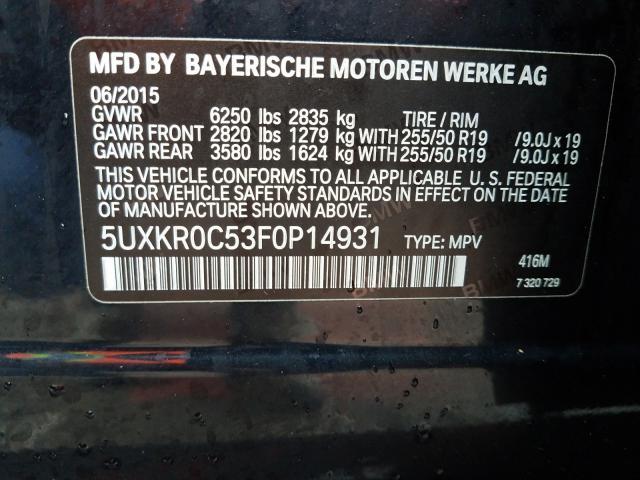 MFD BY BAYERISCHE MOTOREN WERKE AG
06/2015
GVWR 6250 lbs 2835 kg TIRE / RIM
GAWR FRONT 2820 lbs 1279 kg WITH 255/50 R19 /9.0J x 19
GAWR REAR 3580 lbs 1624 kg WITH 255/50 R19 /9.0J x 19
THIS VEHICLE CONFORMS TO ALL APPLICABLE U. S. FEDERAL
MOTOR VEHICLE SAFETY STANDARDS IN EFFECT ON THE DATE
OF MANUFACTURE SHOWN ABOVE.
5UXKR0C53F0P14931 TYPE: MPV
416M
7 320 729